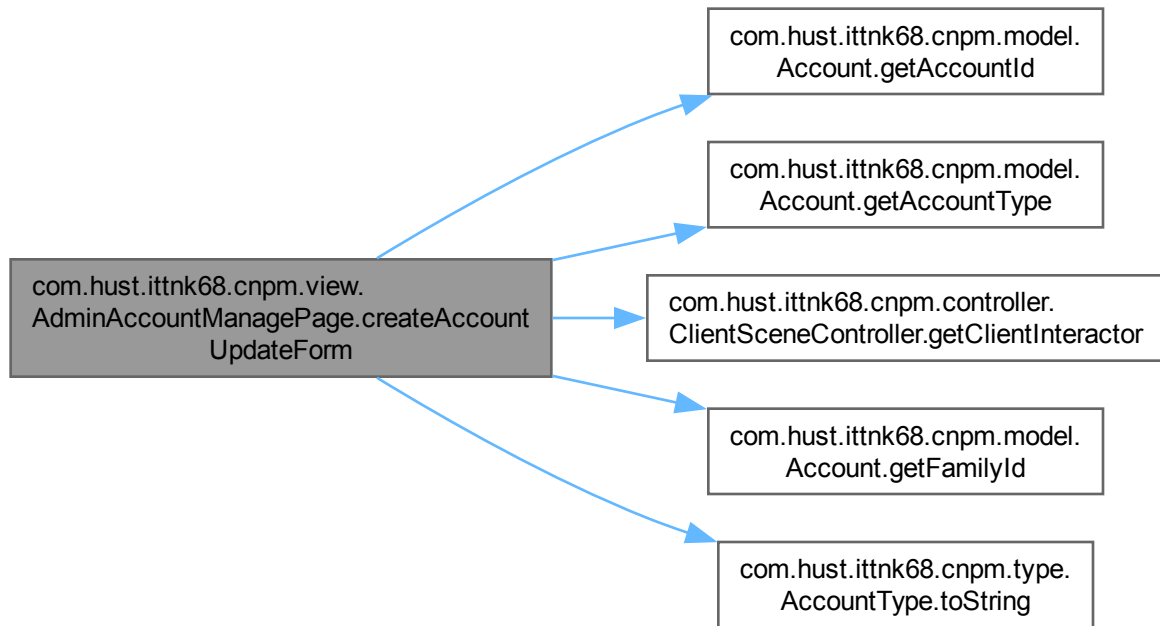 com.hust.ittnk68.cnpm.model.
Account.getAccountId
com.hust.ittnk68.cnpm.model.
Account.getAccountType
com.hust.ittnk68.cnpm.view.
AdminAccountManagePage.createAccount
UpdateForm
com.hust.ittnk68.cnpm.controller.
ClientSceneController.getClientInteractor
com.hust.ittnk68.cnpm.model.
Account.getFamilyId
com.hust.ittnk68.cnpm.type.
AccountType.toString